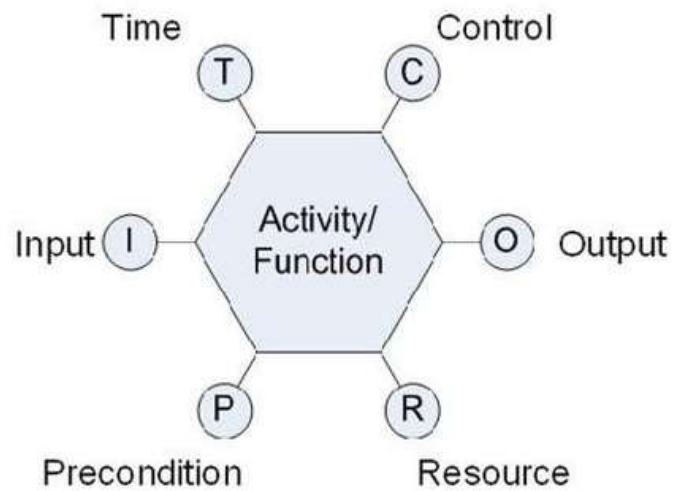 Time
Control
T
C
Input
I
Activity/
Function
O
Output
P
R
Precondition
Resource